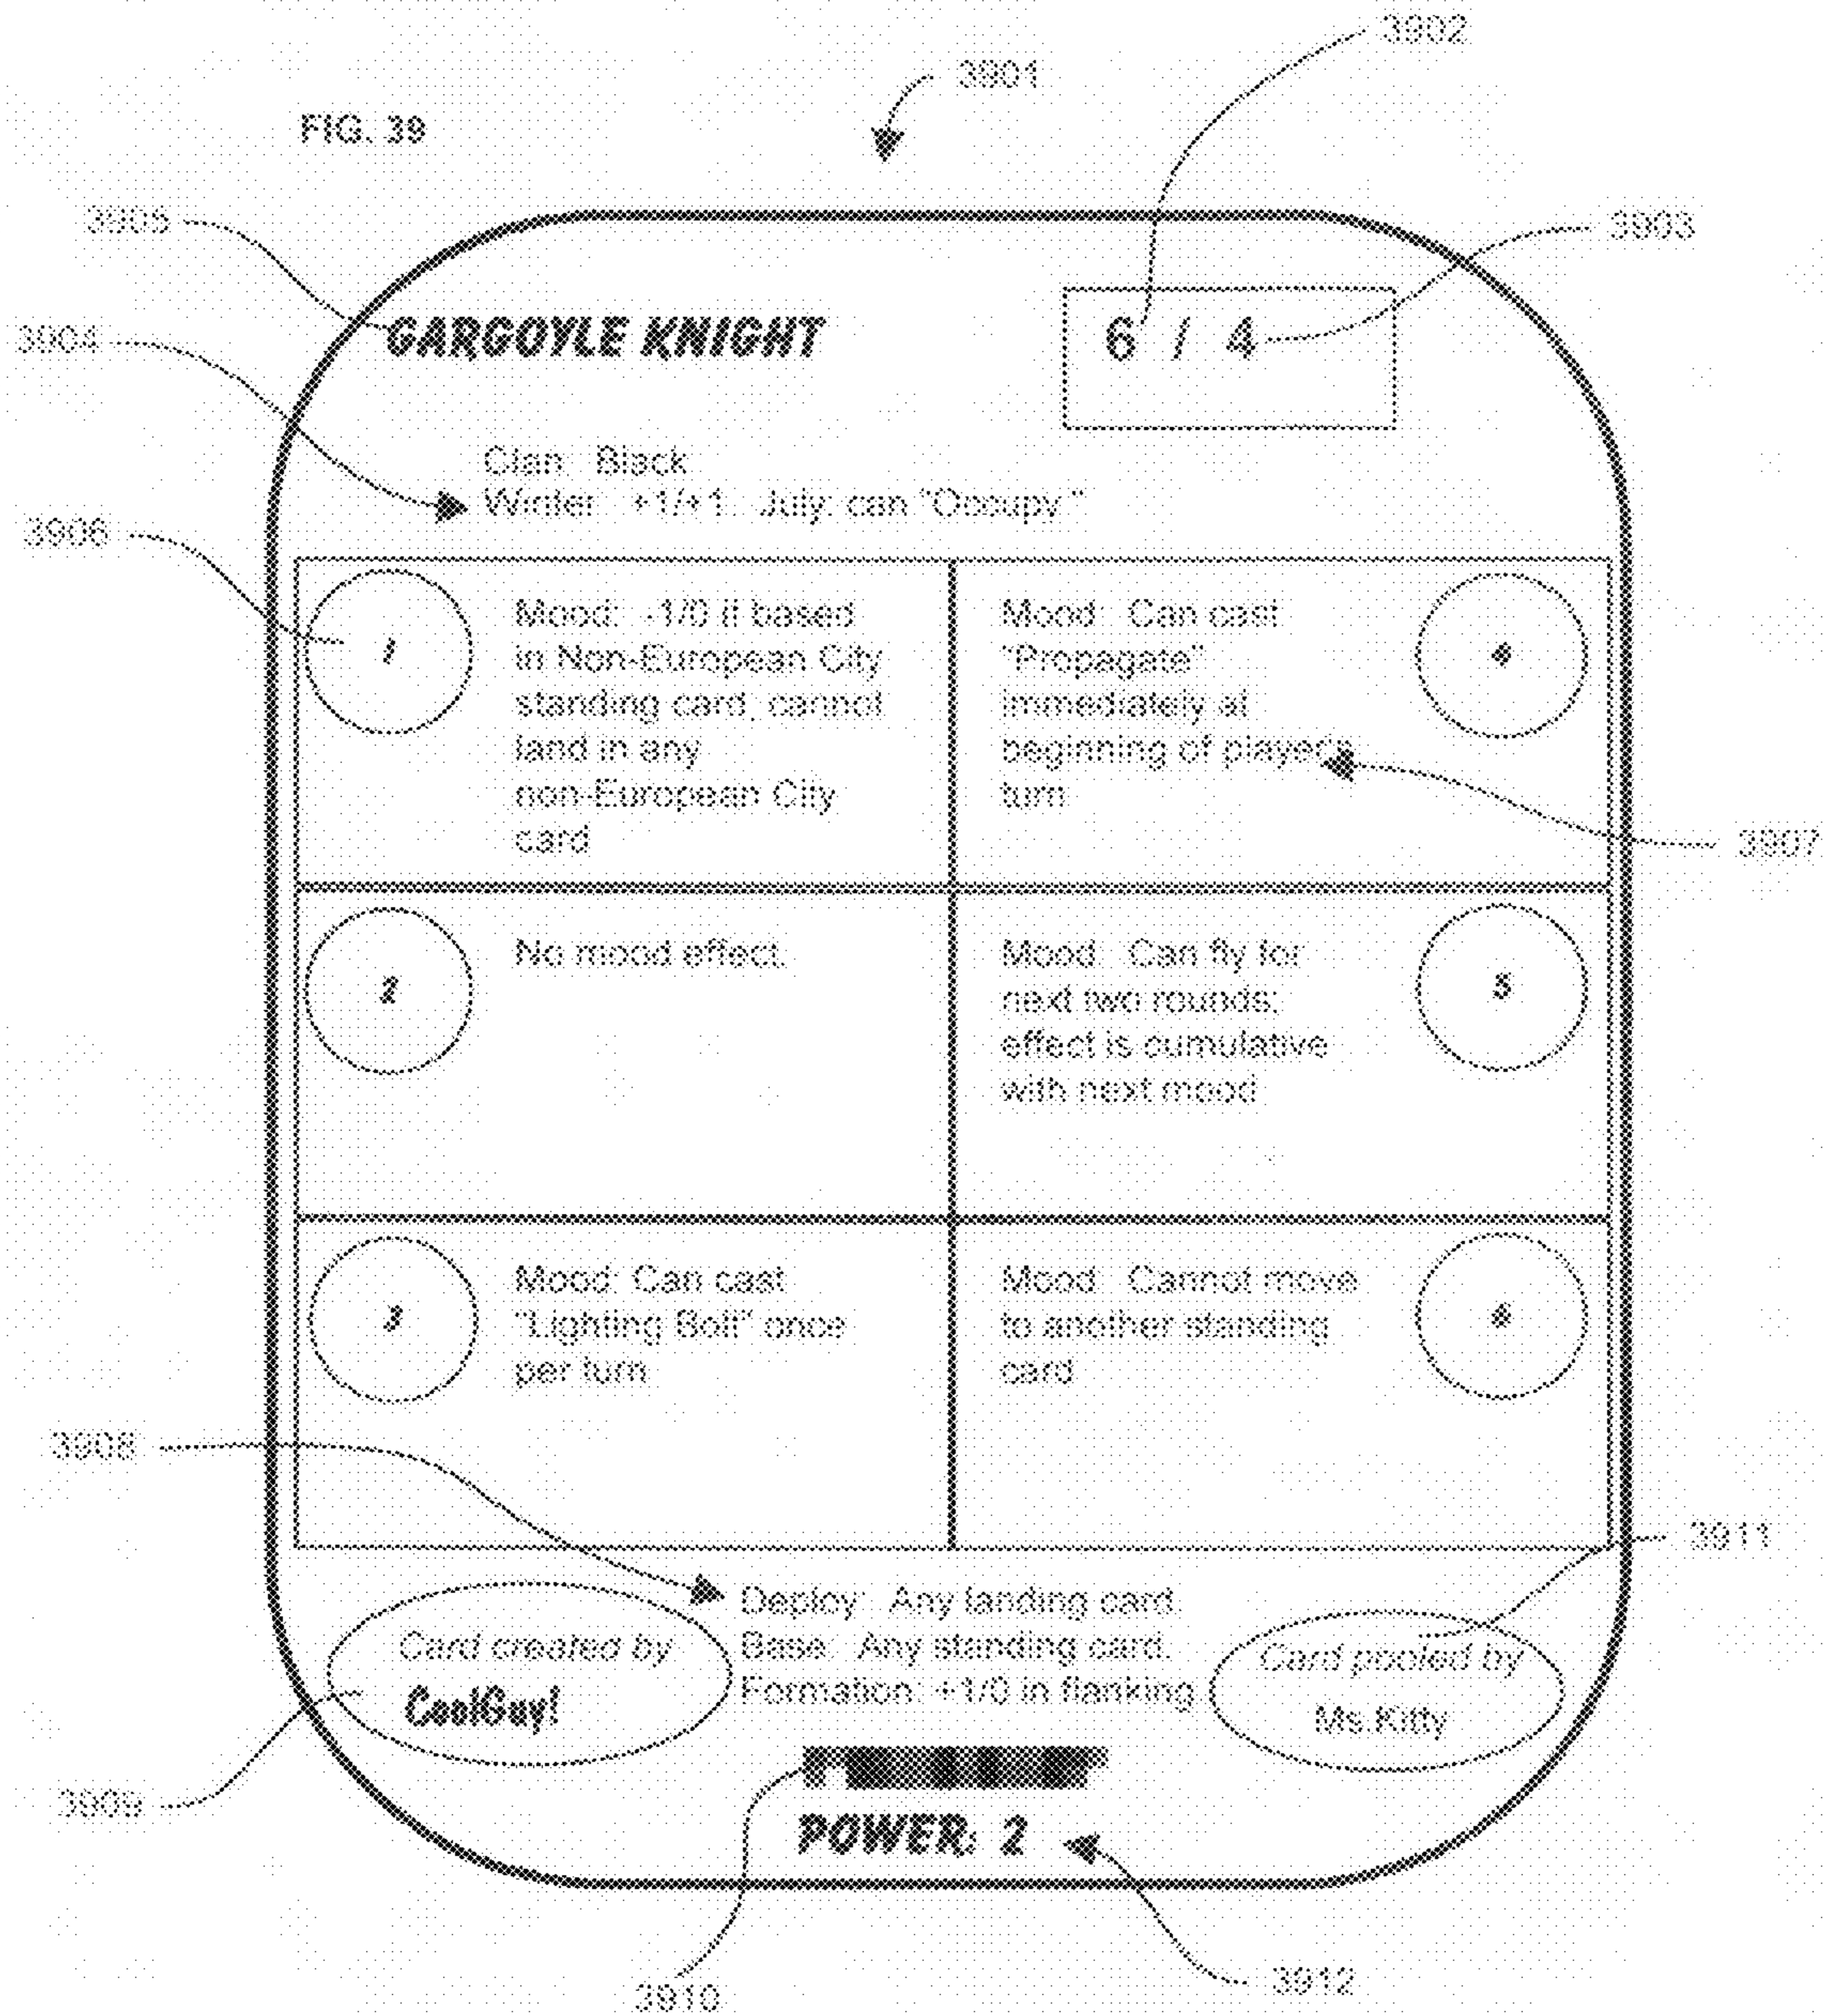 3902
3901
FIG. 39
3905
3903
GARGOYLE KNIGHT
6 / 4
3904
Clan: Black
Winter: +1/+1. July: can "Occupy."
3906
1
Mood: -1/0 if based
in Non-European City
standing card, cannot
land in any
non-European City
card
Mood: Can cast
"Propagate"
immediately at
beginning of player's
turn
4
3907
2
No mood effect.
Mood: Can fly for
next two rounds;
effect is cumulative
with next mood
5
3
Mood: Can cast
"Lighting Bolt" once
per turn
Mood: Cannot move
to another standing
card
6
3908
3911
Deploy: Any landing card.
Base: Any standing card.
Formation: +1/0 in flanking
Card created by
CoolGuy!
Card pooled by
Ms.Kitty
3909
POWER: 2
3910
3912